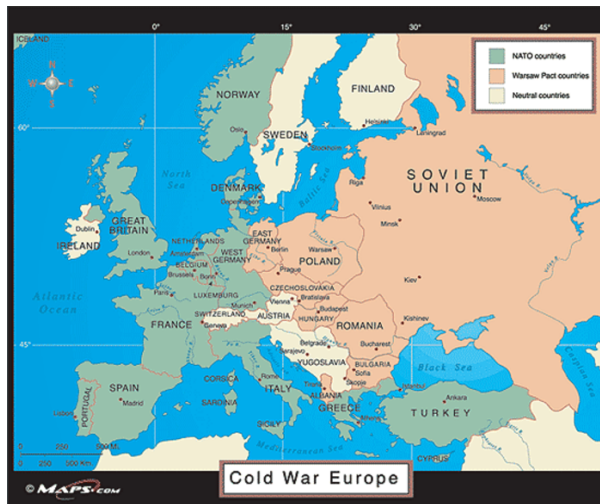 ICELAND
0°
15°
30°
45°
NATO countries
Warsaw Pact countries
Neutral countries
N
W
E
S
NORWAY
FINLAND
Oslo
Helsinki
Leningrad
60°
SWEDEN
Stockholm
North
Sea
Baltic Sea
SOVIET
UNION
Moscow
Riga
Vilnius
Minsk
DENMARK
Copenhagen
GREAT
BRITAIN
Dublin
IRELAND
London
NETHERLANDS
Amsterdam
BELGIUM
Brussels
EAST
GERMANY
Berlin
WEST
GERMANY
Bonn
Warsaw
POLAND
Prague
Kiev
Atlantic
Ocean
Paris
LUXEMBURG
CZECHOSLOVAKIA
Munich
Vienna
Bratislava
AUSTRIA
Budapest
HUNGARY
SWITZERLAND
Geneva
FRANCE
Kishinev
ROMANIA
45°
Belgrade
Bucharest
Sarajevo
YUGOSLAVIA
BULGARIA
Sofia
Skopje
Black Sea
Caspian Sea
CORSICA
Rome
ITALY
SARDINIA
Tirana
ALBANIA
GREECE
Athens
Istanbul
Ankara
TURKEY
SPAIN
Madrid
PORTUGAL
Lisbon
SICILY
Mediterranean Sea
CYPRUS
0 250 500 Mi.
0 250 500 km
Cold War Europe
© MAPS.COM